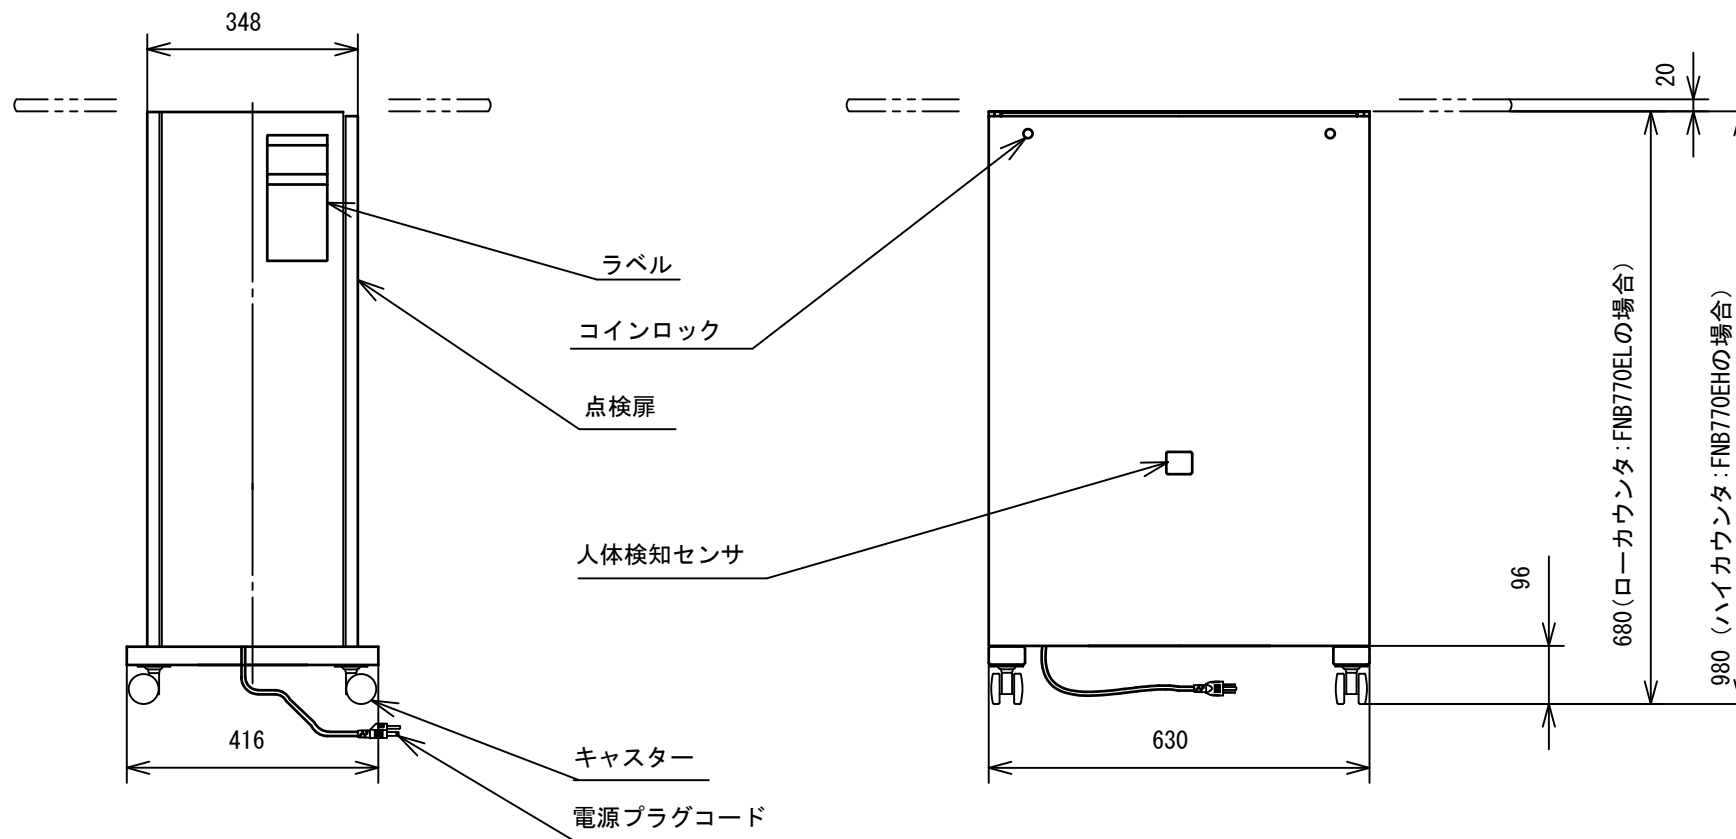 348
20
ラベル
コインロック
点検扉
人体検知センサ
680(ローカウンタ:FNB770ELの場合)
980 (ハイカウンタ:FNB770EHの場合)
96
416
630
キャスター
電源プラグコード